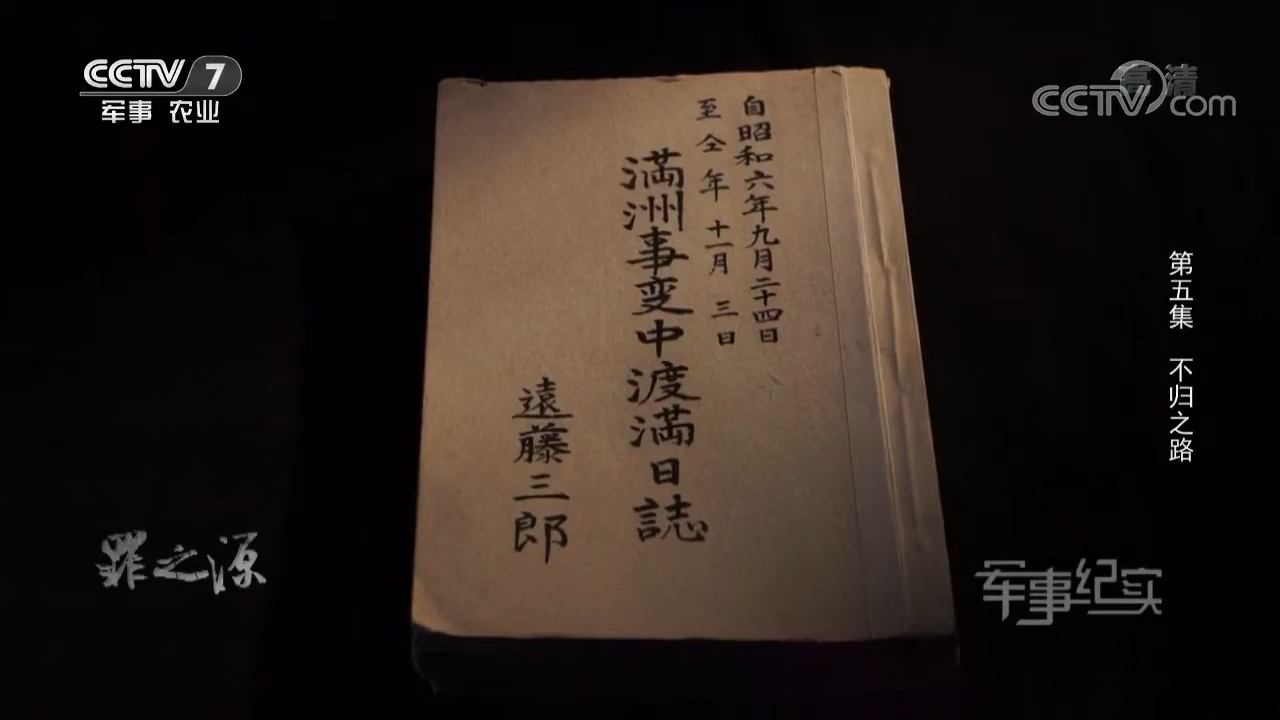 CCTV 7
军事 农业
高清
CCTV.com
自昭和六年九月二十四日
至仝年十一月三日
満洲事変中渡満日誌
遠藤三郎
第五集 不归之路
罪之源
军事纪实